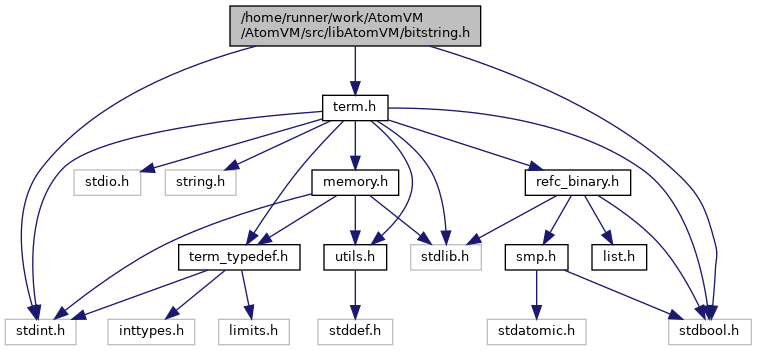 /home/runner/work/AtomVM
/AtomVM/src/libAtomVM/bitstring.h
term.h
stdio.h
string.h
memory.h
refc_binary.h
term_typedef.h
utils.h
stdlib.h
smp.h
list.h
stdint.h
inttypes.h
limits.h
stddef.h
stdatomic.h
stdbool.h